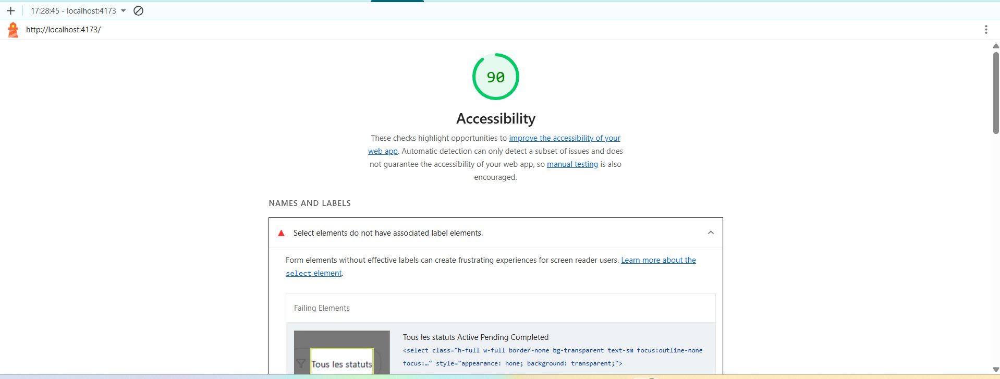 17:28:45 - localhost:4173
http://localhost:4173/
90
Accessibility
These checks highlight opportunities to improve the accessibility of your
web app. Automatic detection can only detect a subset of issues and does
not guarantee the accessibility of your web app, so manual testing is also
encouraged.
NAMES AND LABELS
Select elements do not have associated label elements.
Form elements without effective labels can create frustrating experiences for screen reader users. Learn more about the
select element.
Failing Elements
Tous les statuts
Tous les statuts Active Pending Completed
<select class="h-full w-full border-none bg-transparent text-sm focus:outline-none
focus:…" style="appearance: none; background: transparent;">